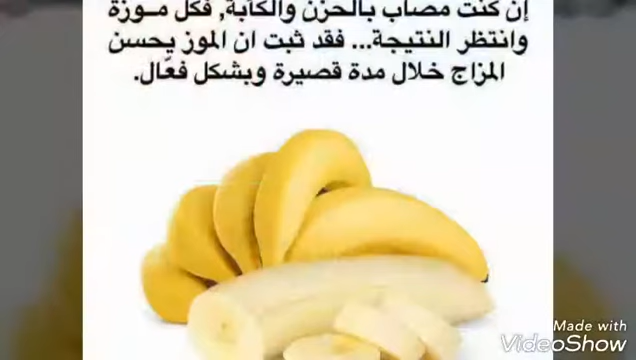 إن كنت مصاب بالحزن والكآبة, فكل مـوزة
وانتظر النتيجة... فقد ثبت ان الموز يحسن
المزاج خلال مدة قصيرة وبشكل فعّال.
Made with
VideoShow